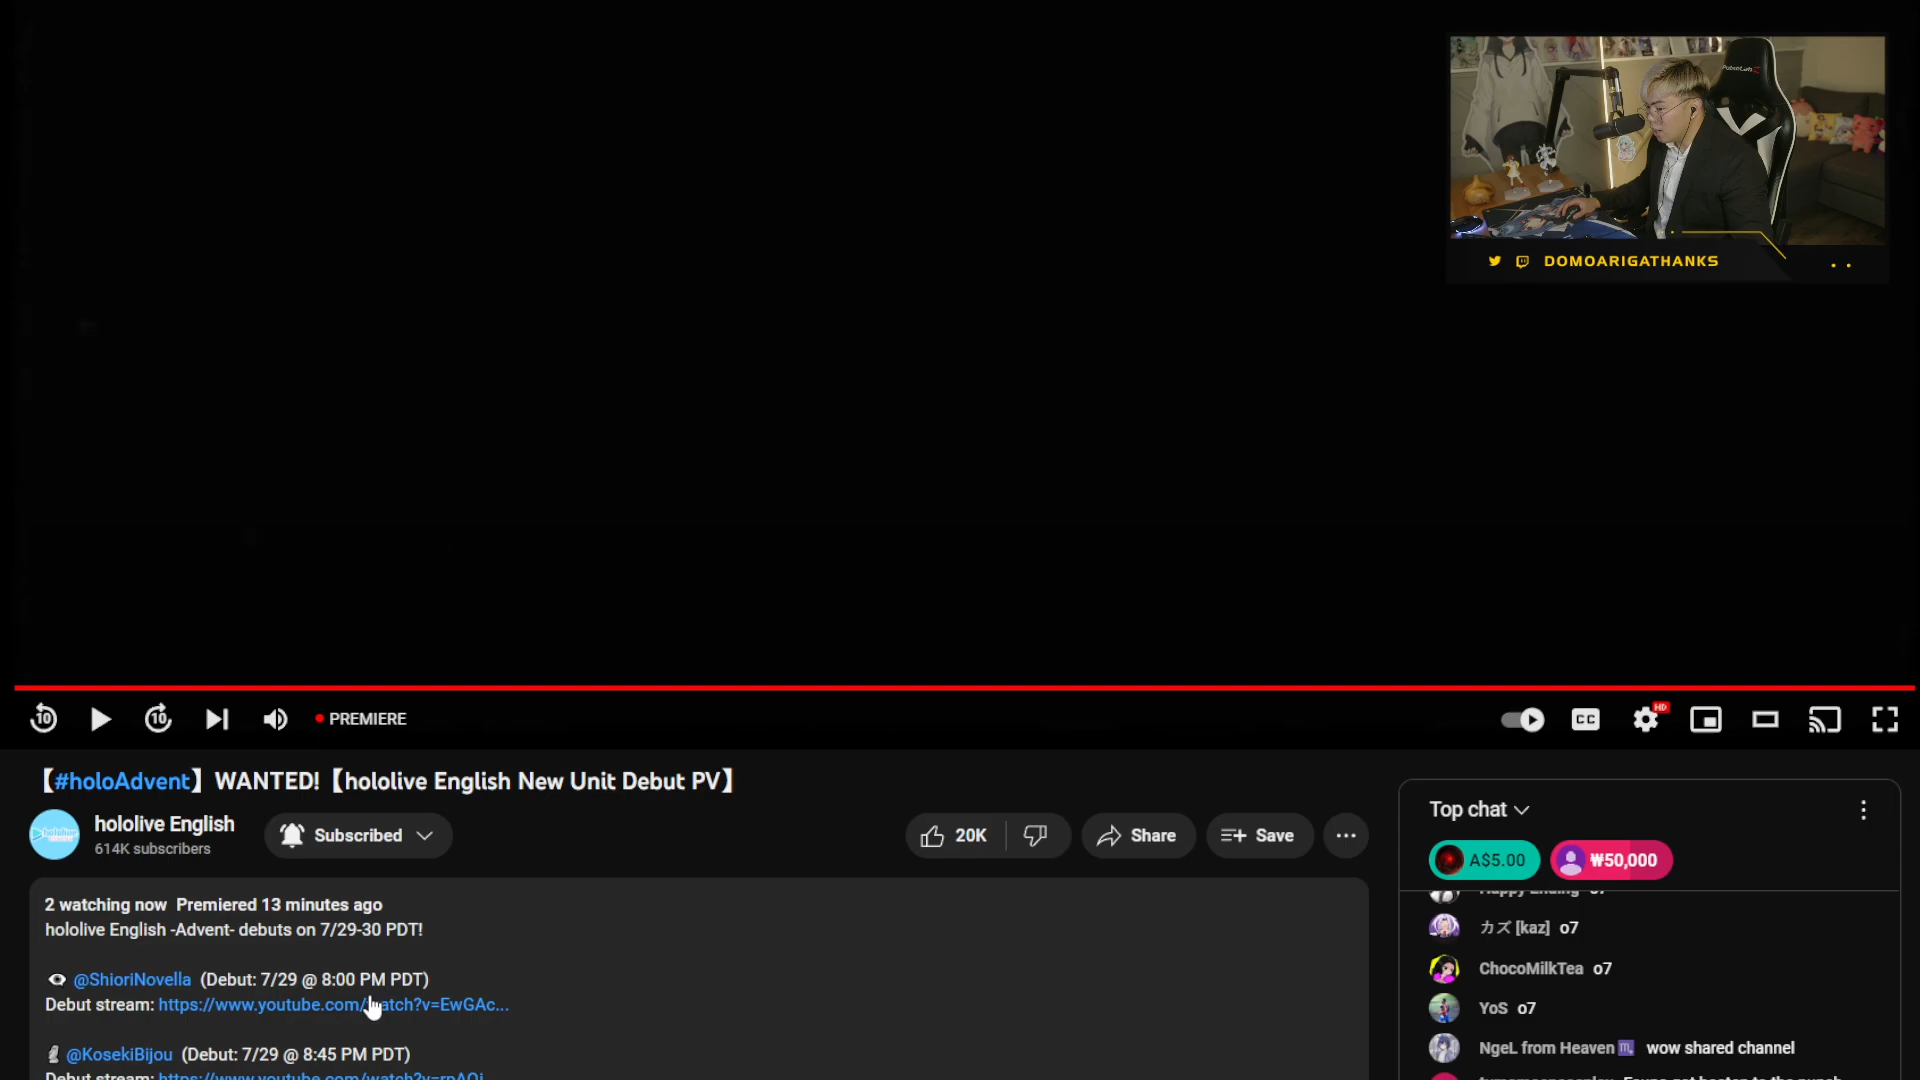 DOMOARIGATHANKS
PREMIERE
HD
CC
【#holoAdvent】WANTED!【hololive English New Unit Debut PV】
hololive English
614K subscribers
Subscribed
20K
Share
Save
2 watching now Premiered 13 minutes ago
hololive English -Advent- debuts on 7/29-30 PDT!
@ShioriNovella (Debut: 7/29 @ 8:00 PM PDT)
Debut stream: https://www.youtube.com/watch?v=EwGAc...
@KosekiBijou (Debut: 7/29 @ 8:45 PM PDT)
Debut stream: https://www.youtube.com/watch?v=rpAOi
Top chat
A$5.00
₩50,000
カズ [kaz] o7
ChocoMilkTea o7
YoS o7
NgeL from Heaven♏ wow shared channel